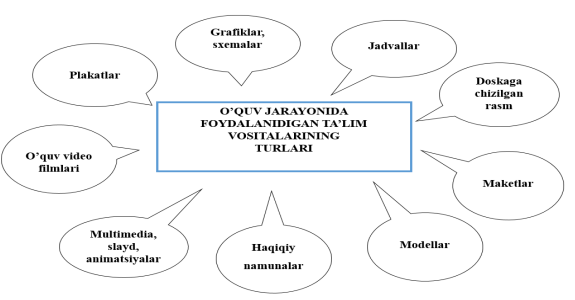 Grafiklar,
sxemalar
Jadvallar
Plakatlar
Doskaga
chizilgan
rasm
O’QUV JARAYONIDA
FOYDALANIDIGAN TA’LIM
VOSITALARINING
TURLARI
O’quv video
filmlari
Maketlar
Multimedia,
slayd,
animatsiyalar
Haqiqiy
namunalar
Modellar